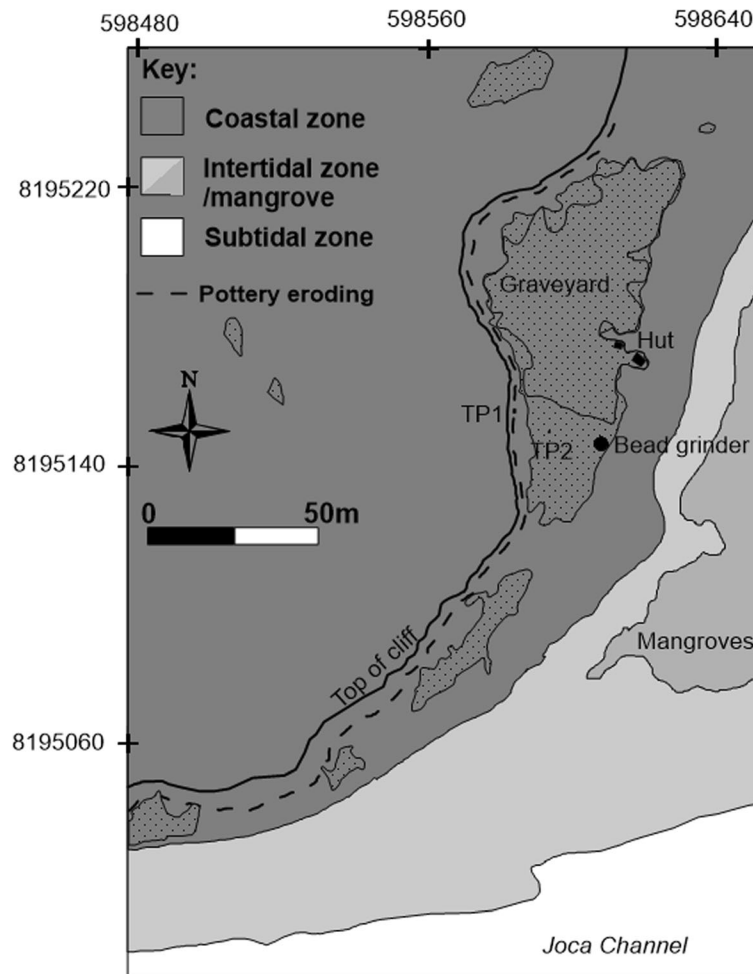 598480
598560
598640
Key:
Coastal zone
Intertidal zone
/mangrove
Subtidal zone
Pottery eroding
8195220
Graveyard
Hut
N
TP1
TP2
Bead grinder
8195140
0
50m
Mangroves
Top of cliff
8195060
Joca Channel